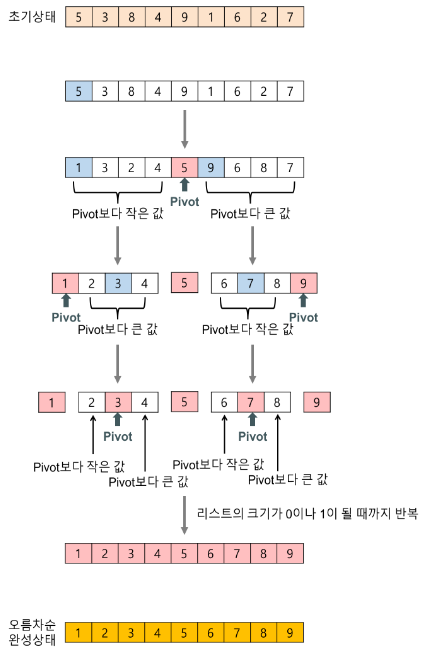 초기상태 5 3 8 4 9 1 6 2 7
5 3 8 4 9 1 6 2 7
1 3 2 4 5 9 6 8 7
Pivot
Pivot보다 작은 값 Pivot보다 큰 값
1 2 3 4 5 6 7 8 9
Pivot Pivot
Pivot보다 큰 값 Pivot보다 작은 값
1 2 3 4 5 6 7 8 9
Pivot Pivot
Pivot보다 작은 값 Pivot보다 작은 값
Pivot보다 큰 값 Pivot보다 큰 값
리스트의 크기가 0이나 1이 될 때까지 반복
1 2 3 4 5 6 7 8 9
오름차순
완성상태 1 2 3 4 5 6 7 8 9